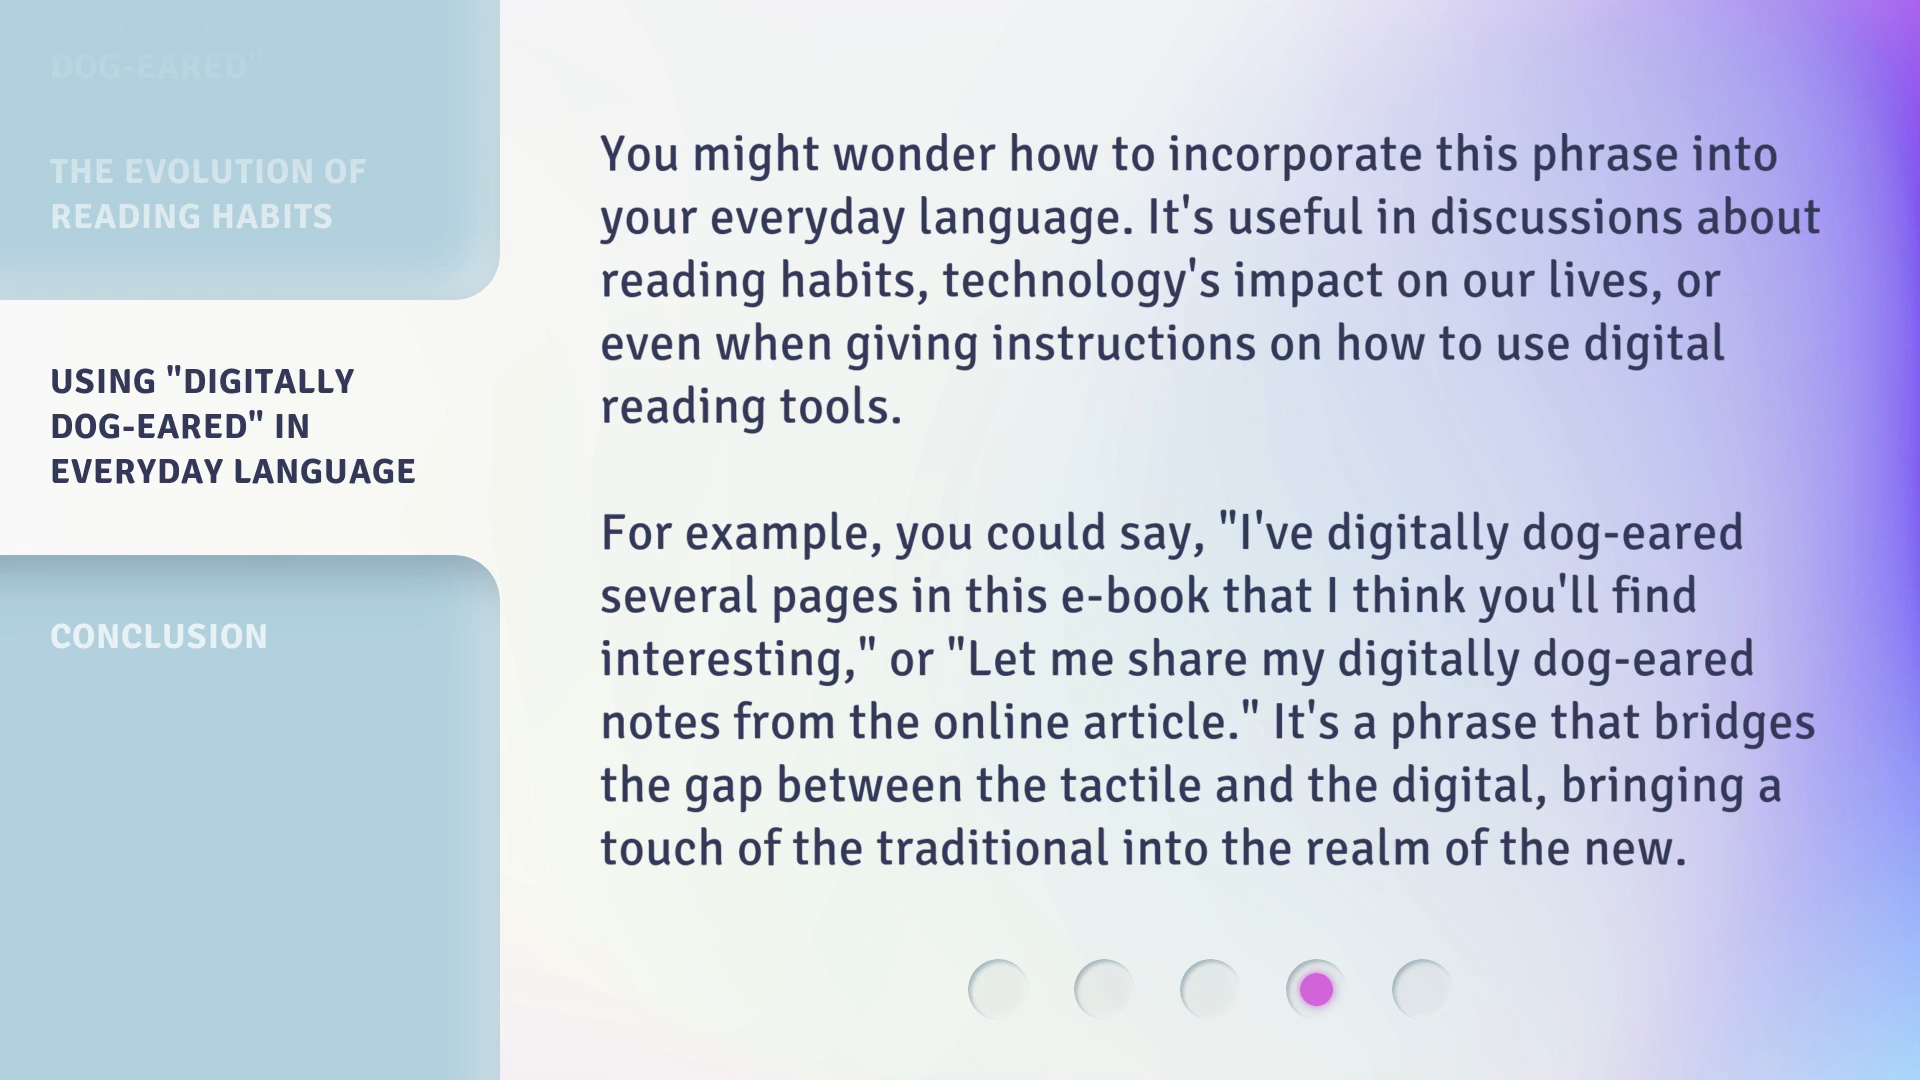 DOG-EARED"
THE EVOLUTION OF
READING HABITS
USING "DIGITALLY
DOG-EARED" IN
EVERYDAY LANGUAGE
CONCLUSION
You might wonder how to incorporate this phrase into
your everyday language. It's useful in discussions about
reading habits, technology's impact on our lives, or
even when giving instructions on how to use digital
reading tools.
For example, you could say, "I've digitally dog-eared
several pages in this e-book that I think you'll find
interesting," or "Let me share my digitally dog-eared
notes from the online article." It's a phrase that bridges
the gap between the tactile and the digital, bringing a
touch of the traditional into the realm of the new.